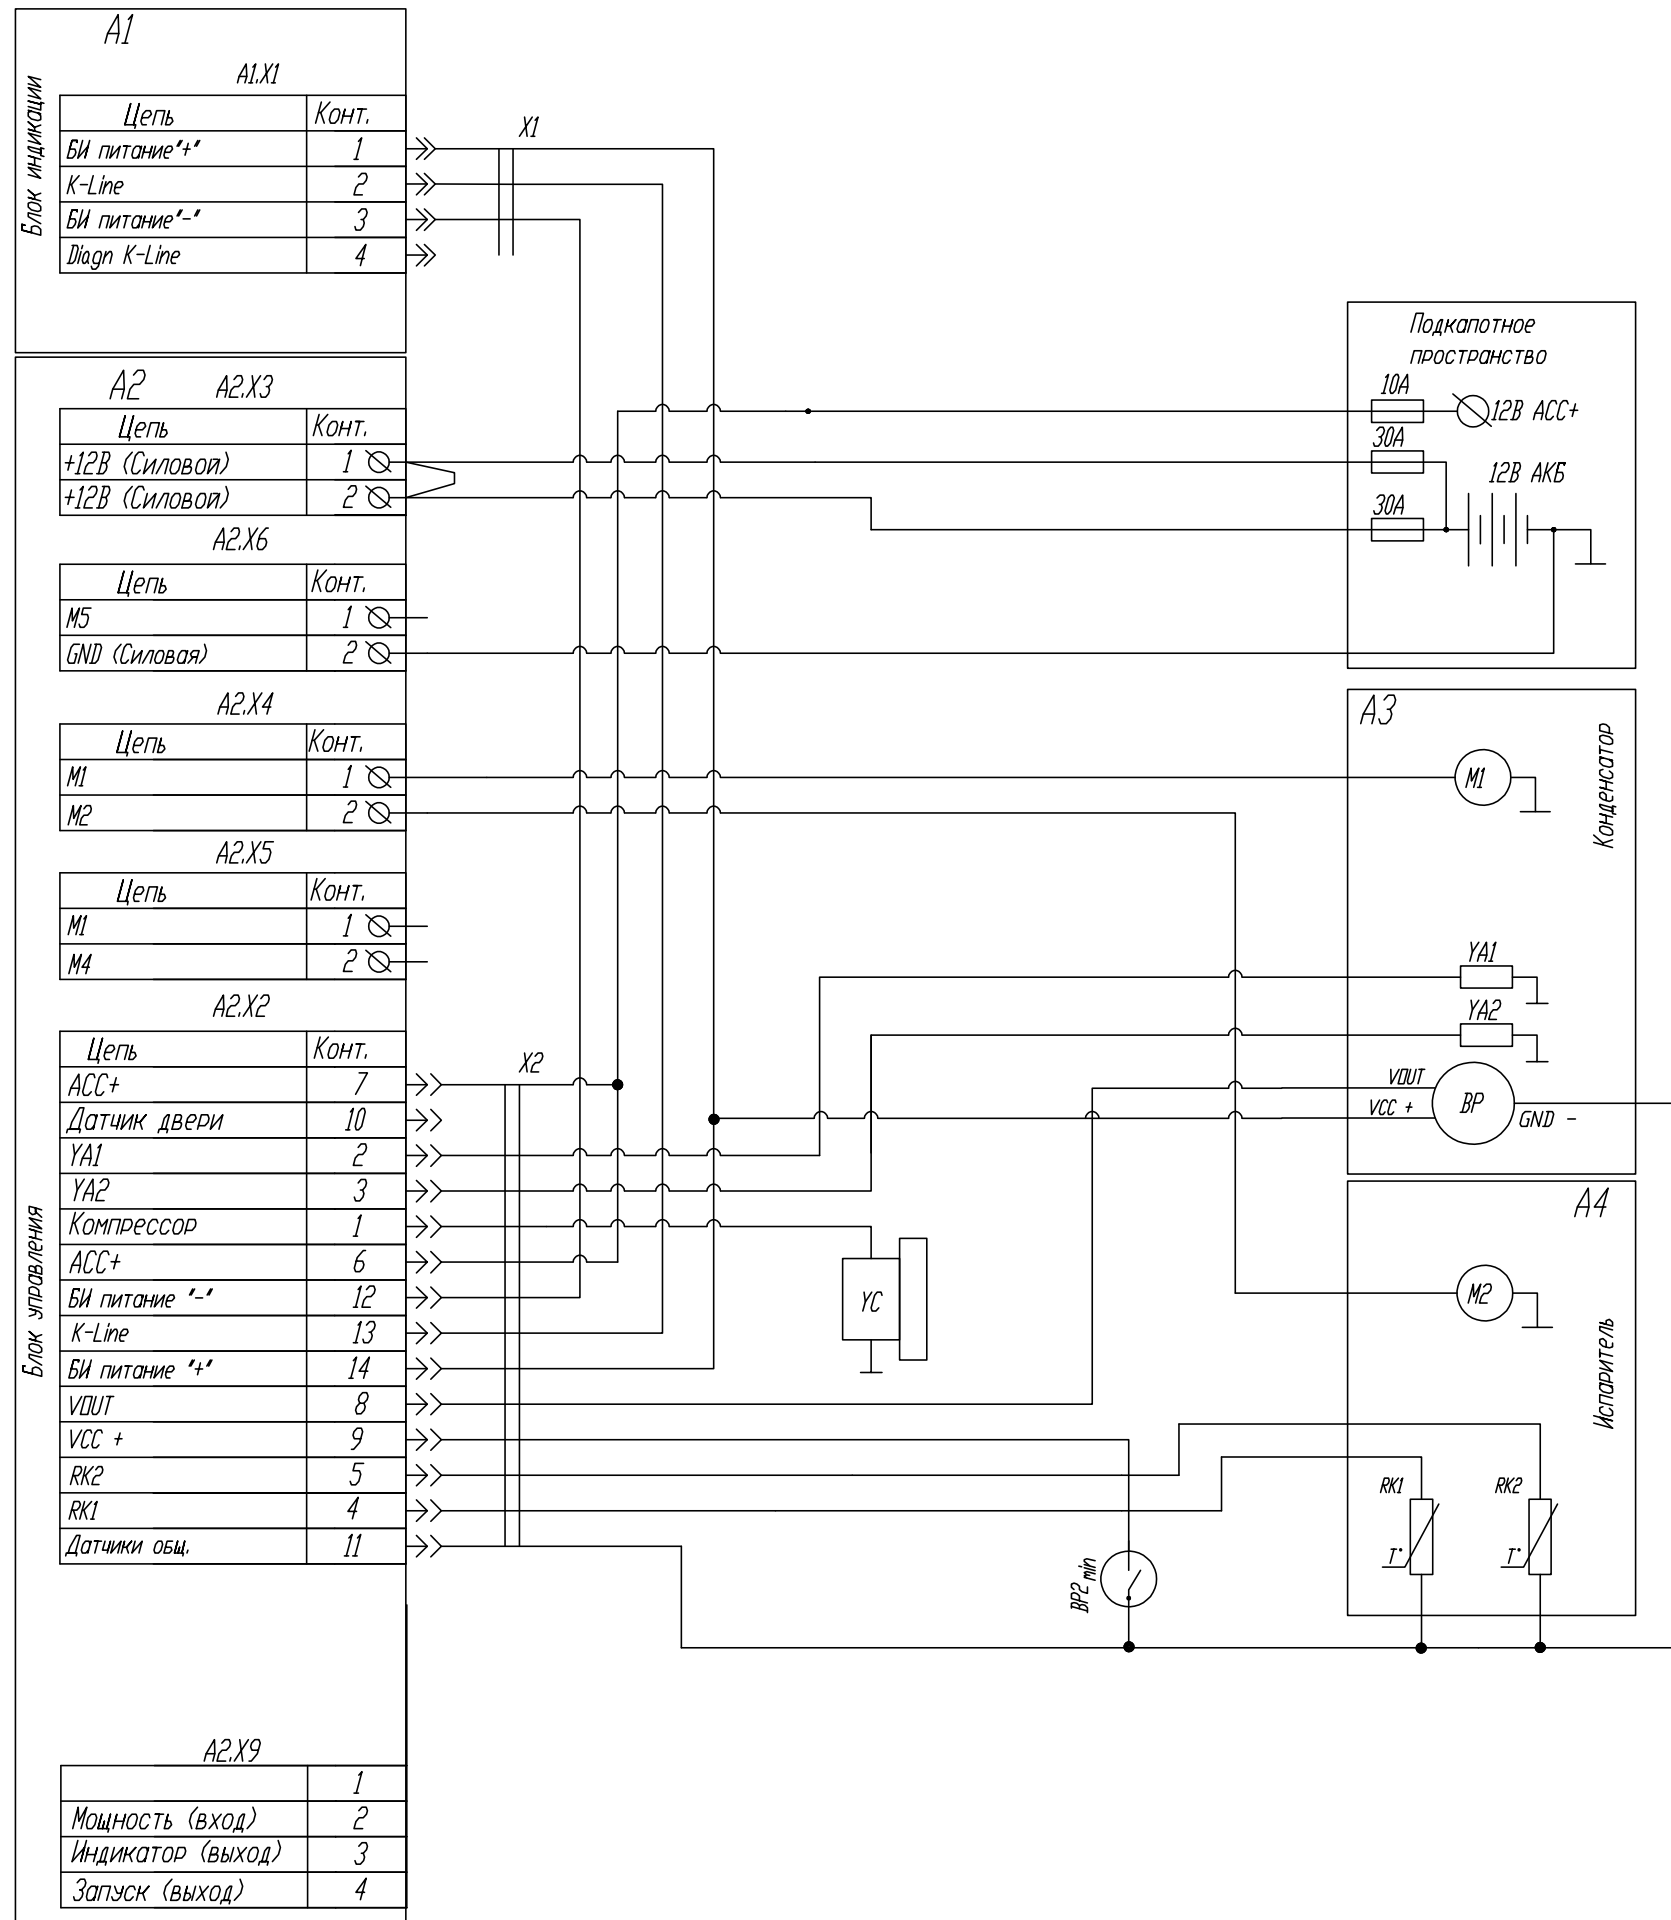 A1
A1.X1
Блок индикации
Цепь Конт.
БИ питание"+" 1
K-Line 2
БИ питание"-" 3
Diagn K-Line 4
X1
A2 A2.X3
Блок управления
Цепь Конт.
+12В (Силовой) 1
+12В (Силовой) 2
A2.X6
Цепь Конт.
M5 1
GND (Силовая) 2
A2.X4
Цепь Конт.
M1 1
M2 2
A2.X5
Цепь Конт.
M1 1
M4 2
A2.X2
Цепь Конт.
ACC+ 7
Датчик двери 10
YA1 2
YA2 3
Компрессор 1
ACC+ 6
БИ питание "-" 12
K-Line 13
БИ питание "+" 14
VOUT 8
VCC + 9
RK2 5
RK1 4
Датчики общ. 11
X2
A2.X9
1
Мощность (вход) 2
Индикатор (выход) 3
Запуск (выход) 4
Подкапотное
пространство
10A
12В ACC+
30A
12В АКБ
30A
A3
Конденсатор
M1
YA1
YA2
VOUT
VCC +
BP
GND -
YC
BP2 min
A4
Испаритель
M2
RK1
RK2
T°
T°